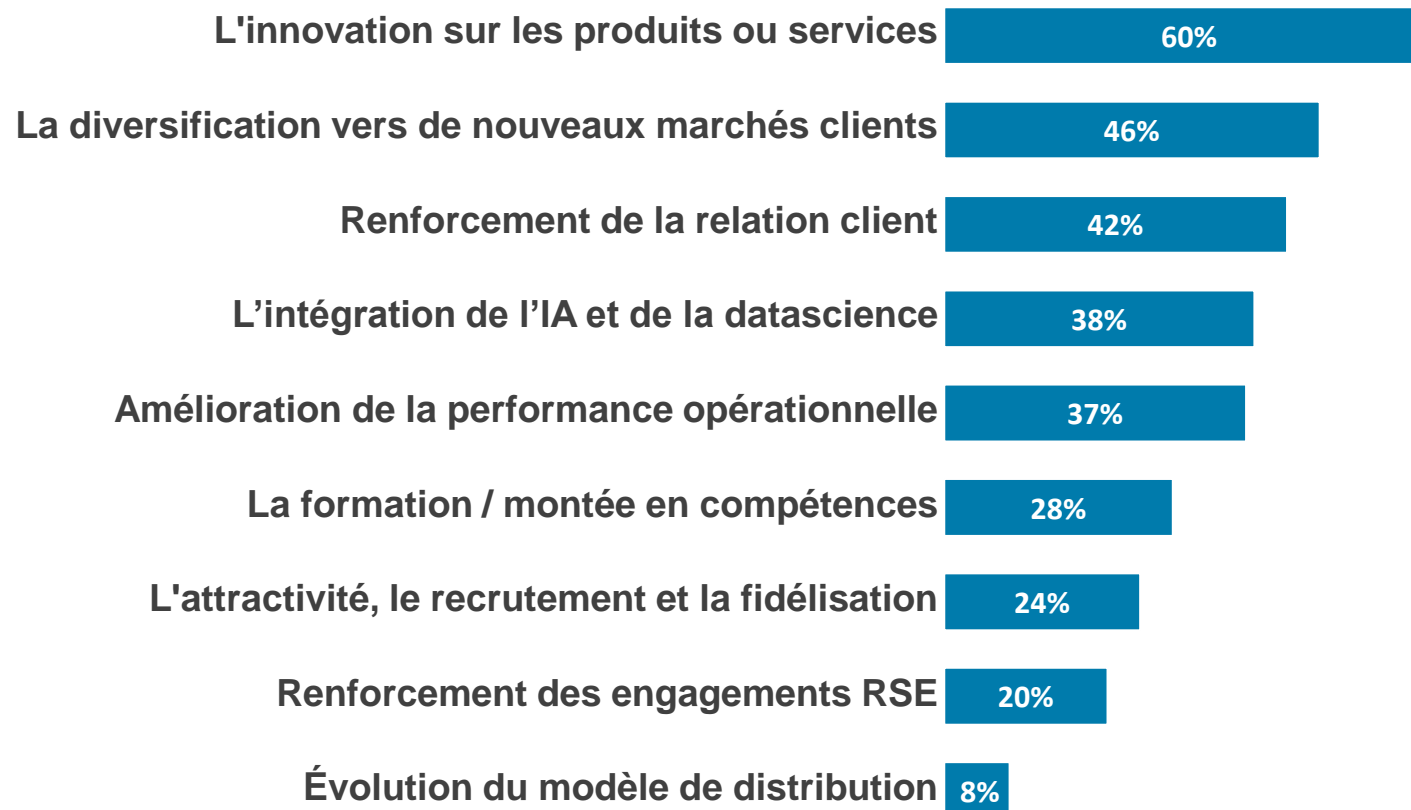 L'innovation sur les produits ou services 60%
La diversification vers de nouveaux marchés clients 46%
Renforcement de la relation client 42%
L’intégration de l’IA et de la datascience 38%
Amélioration de la performance opérationnelle 37%
La formation / montée en compétences 28%
L'attractivité, le recrutement et la fidélisation 24%
Renforcement des engagements RSE 20%
Évolution du modèle de distribution 8%